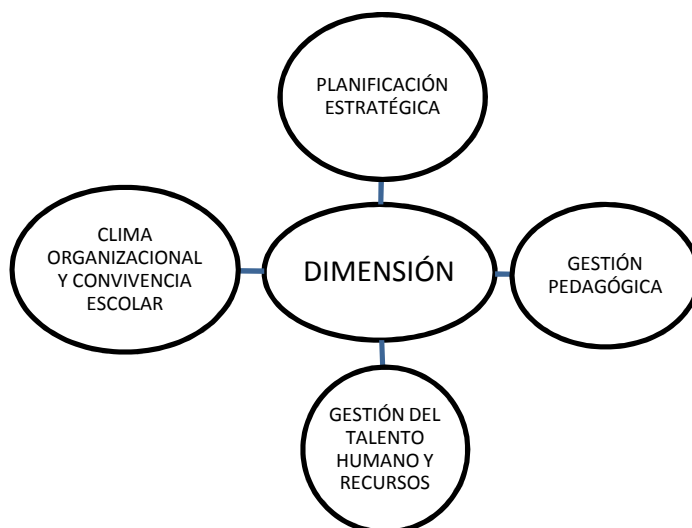 PLANIFICACIÓN
ESTRATÉGICA
CLIMA
ORGANIZACIONAL
Y CONVIVENCIA
ESCOLAR
DIMENSIÓN
GESTIÓN
PEDAGÓGICA
GESTIÓN DEL
TALENTO
HUMANO Y
RECURSOS